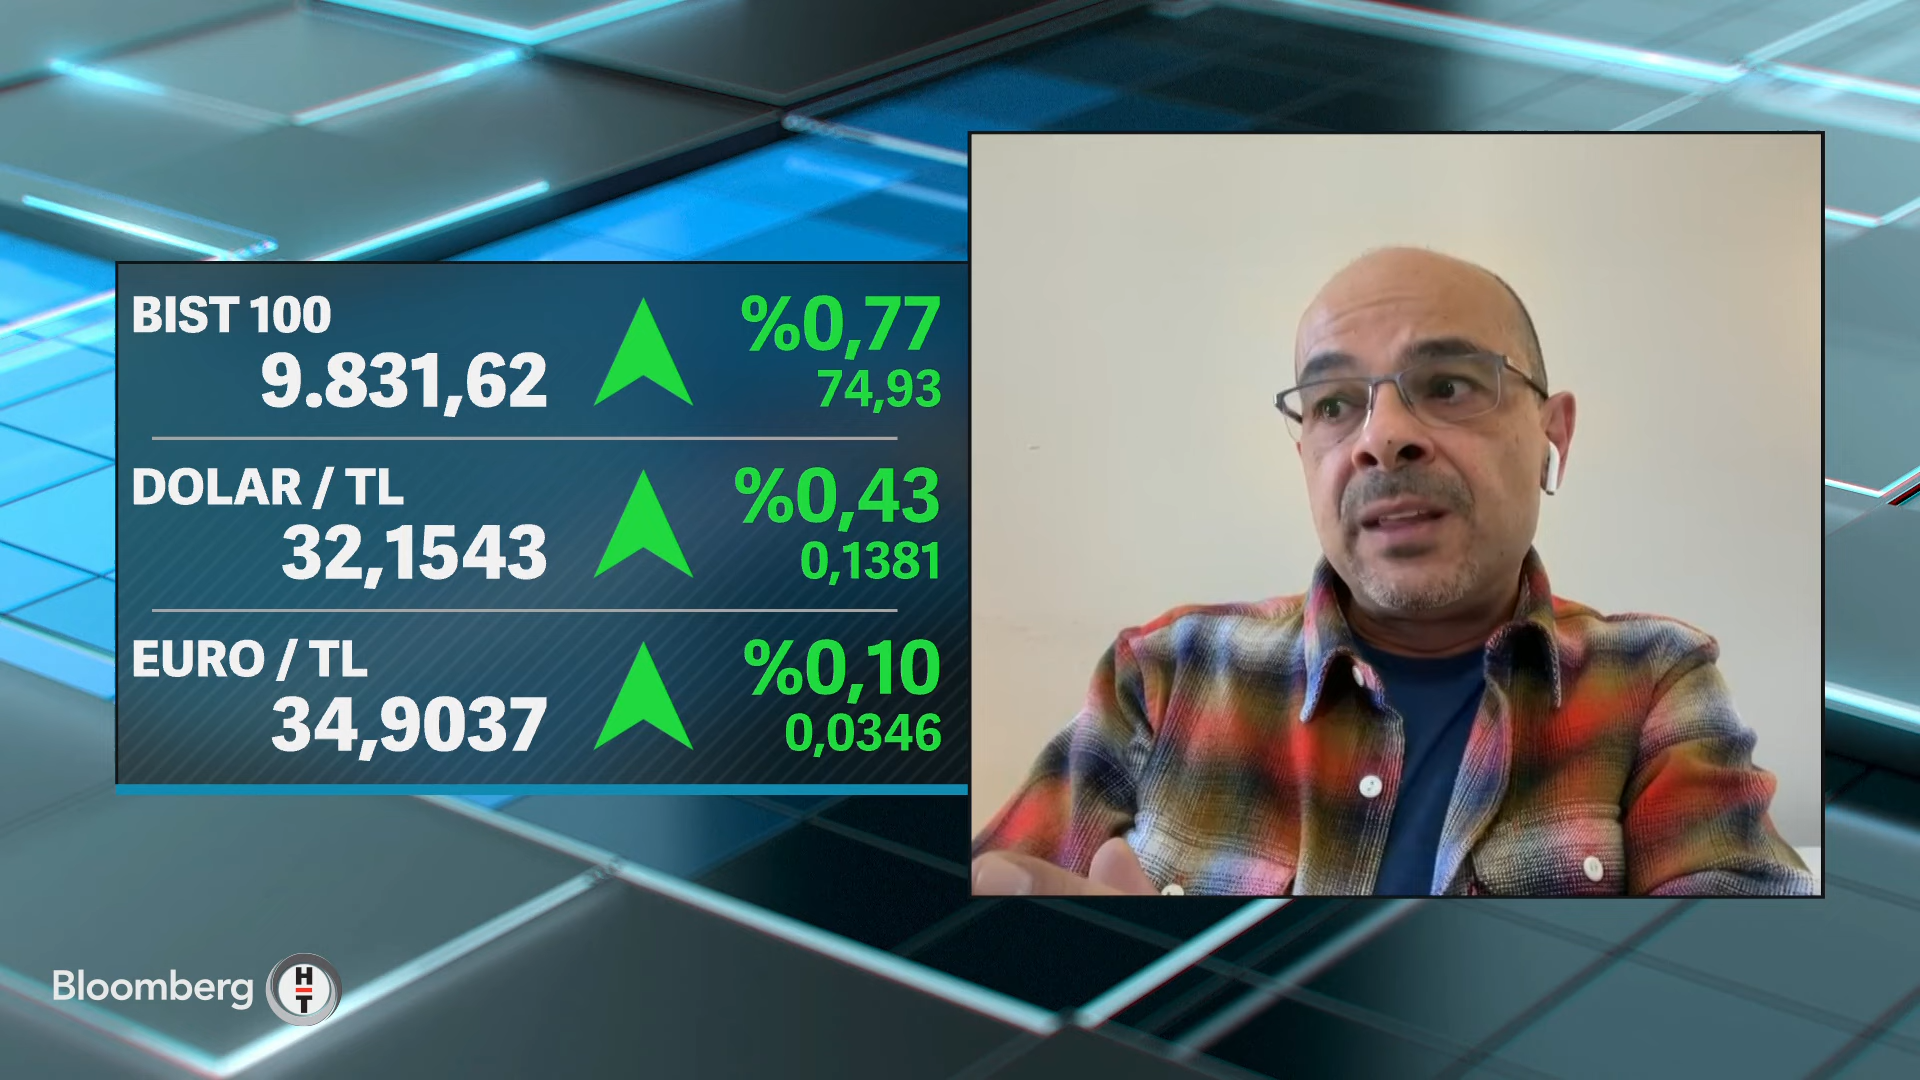 BIST 100
%0,77
9.831,62
74,93
DOLAR / TL
%0,43
32,1543
0,1381
EURO / TL
%0,10
34,9037
0,0346
Bloomberg HT